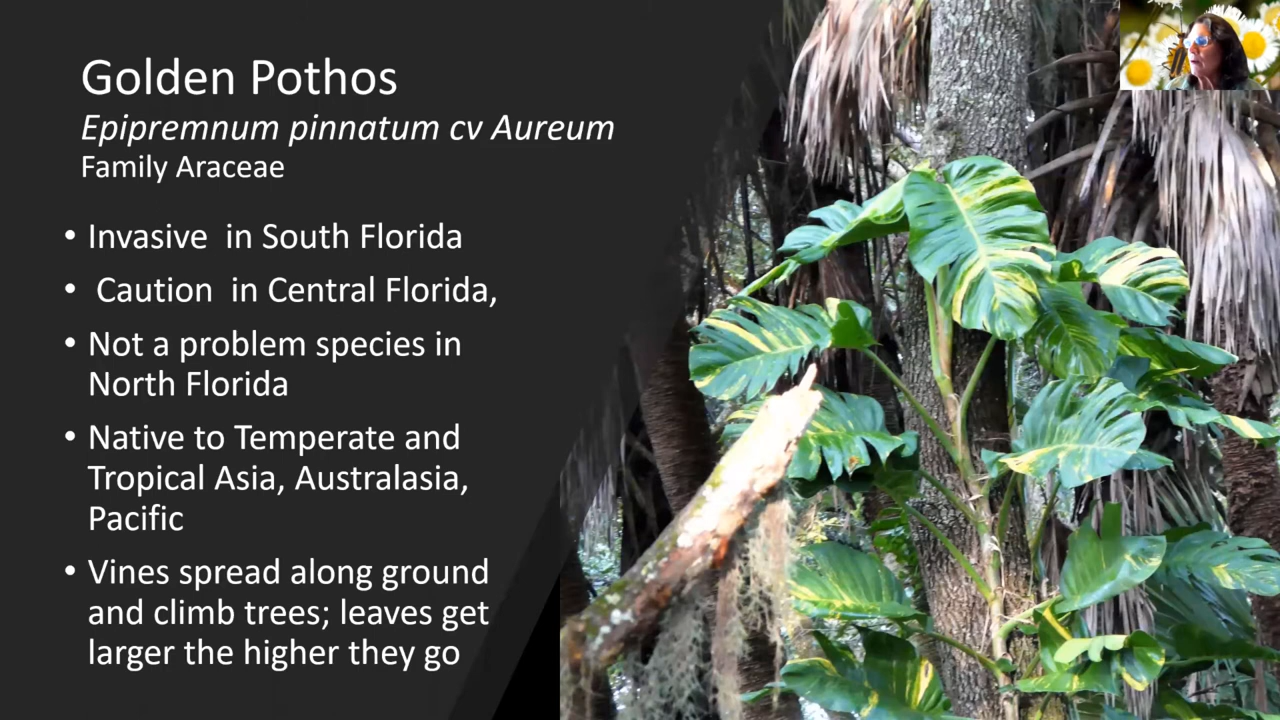 Golden Pothos
Epipremnum pinnatum cv Aureum
Family Araceae
• Invasive in South Florida
• Caution in Central Florida,
• Not a problem species in
North Florida
• Native to Temperate and
Tropical Asia, Australasia,
Pacific
• Vines spread along ground
and climb trees; leaves get
larger the higher they go